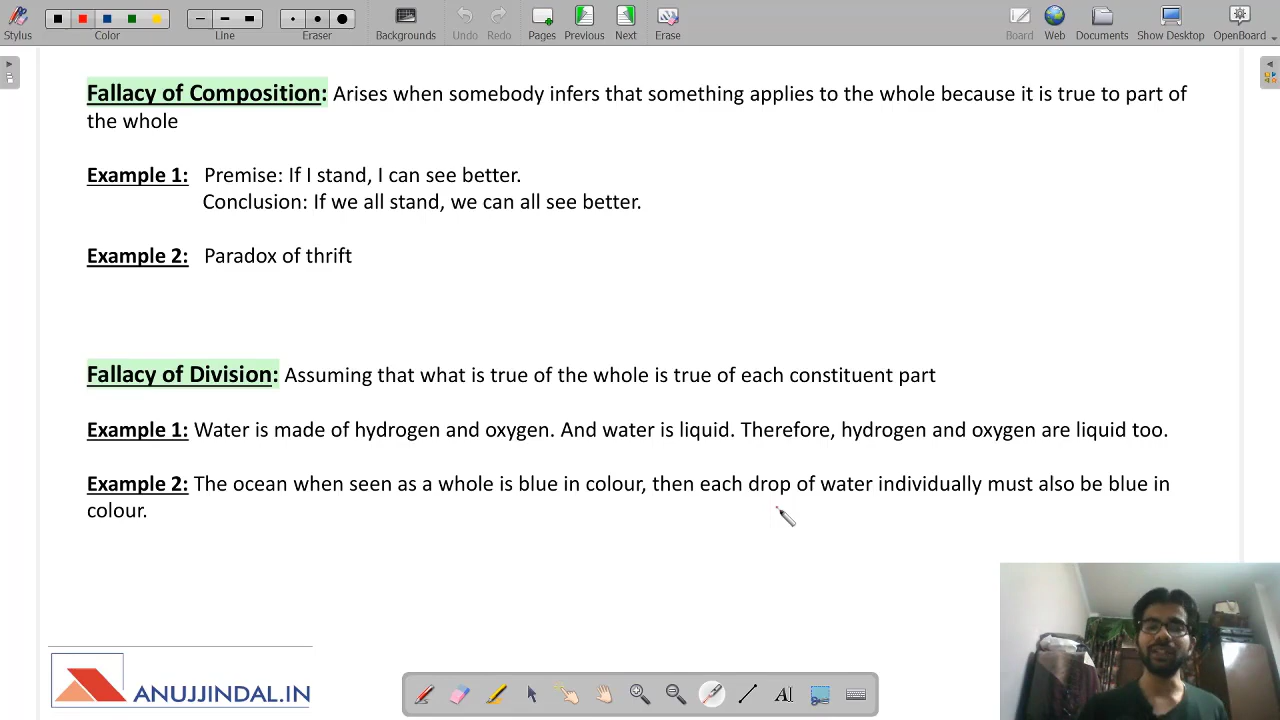 Stylus
Color
Line
Eraser
Backgrounds
Undo
Redo
Pages
Previous
Next
Erase
Board
Web
Documents
Show Desktop
OpenBoard
Fallacy of Composition: Arises when somebody infers that something applies to the whole because it is true to part of
the whole
Example 1: Premise: If I stand, I can see better.
Conclusion: If we all stand, we can all see better.
Example 2: Paradox of thrift
Fallacy of Division: Assuming that what is true of the whole is true of each constituent part
Example 1: Water is made of hydrogen and oxygen. And water is liquid. Therefore, hydrogen and oxygen are liquid too.
Example 2: The ocean when seen as a whole is blue in colour, then each drop of water individually must also be blue in
colour.
ANUJJINDAL.IN
AI